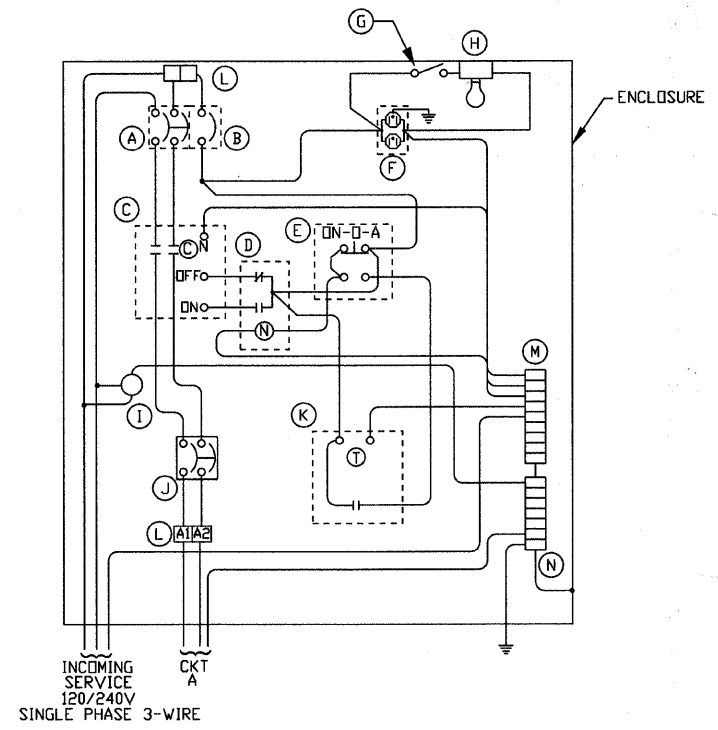 G
H
L
ENCLOSURE
A
B
F
C
E
ON-O-A
D
C
N
OFF
ON
N
M
I
K
T
J
L
A1 A2
N
INCOMING
SERVICE
120/240V
SINGLE PHASE 3-WIRE
CKT
A